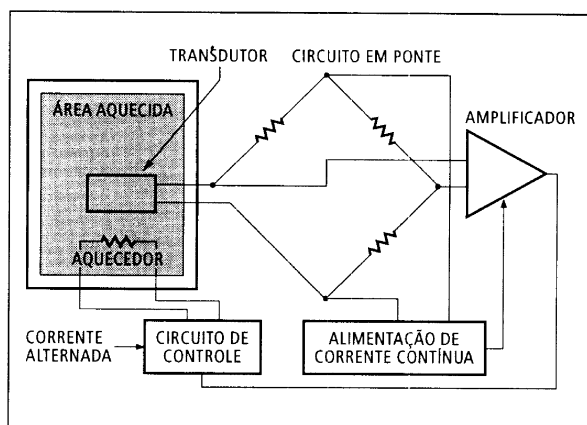 TRANSDUTOR
CIRCUITO EM PONTE
ÁREA AQUECIDA
AMPLIFICADOR
AQUECEDOR
CORRENTE
ALTERNADA
CIRCUITO DE
CONTROLE
ALIMENTAÇÃO DE
CORRENTE CONTÍNUA